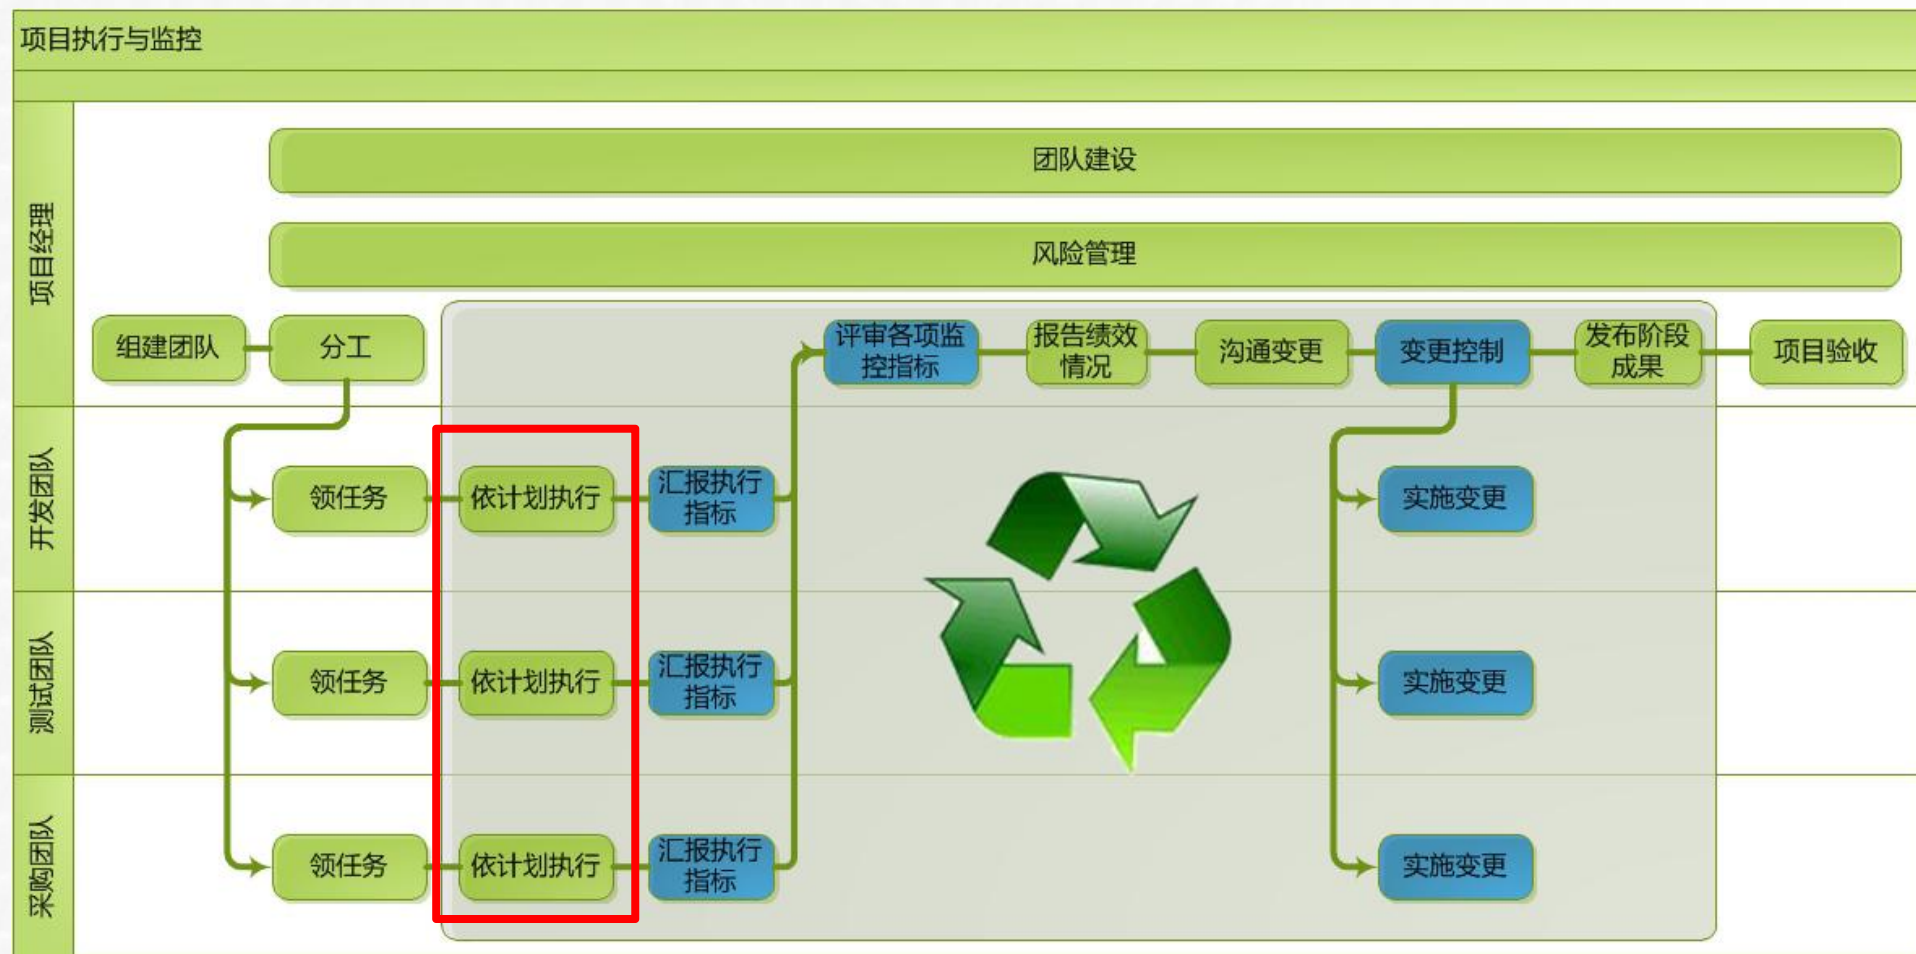 项目执行与监控
项目经理
团队建设
风险管理
组建团队
分工
评审各项监
控指标
报告绩效
情况
沟通变更
变更控制
发布阶段
成果
项目验收
开发团队
领任务
依计划执行
汇报执行
指标
实施变更
测试团队
领任务
依计划执行
汇报执行
指标
实施变更
采购团队
领任务
依计划执行
汇报执行
指标
实施变更